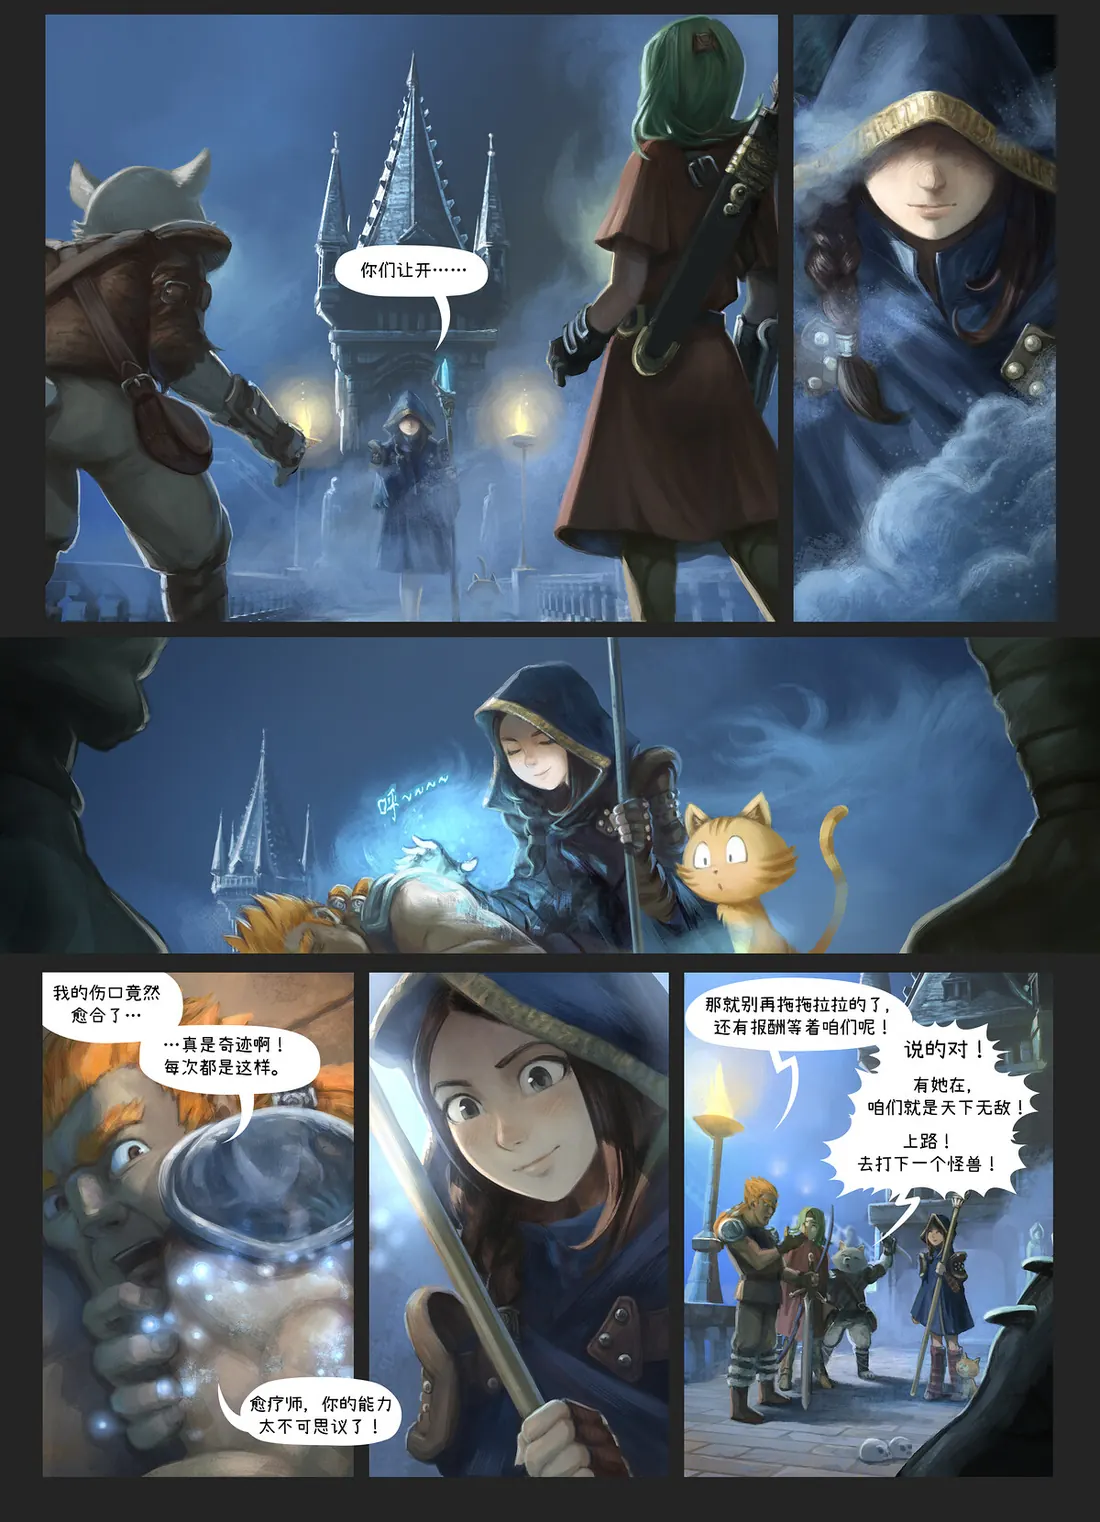 你们让开……
呼~~~~
我的伤口竟然
愈合了…
…真是奇迹啊！
每次都是这样。
愈疗师，你的能力
太不可思议了！
那就别再拖拖拉拉的了，
还有报酬等着咱们呢！
说的对！
有她在，
咱们就是天下无敌！
上路！
去打下一个怪兽！